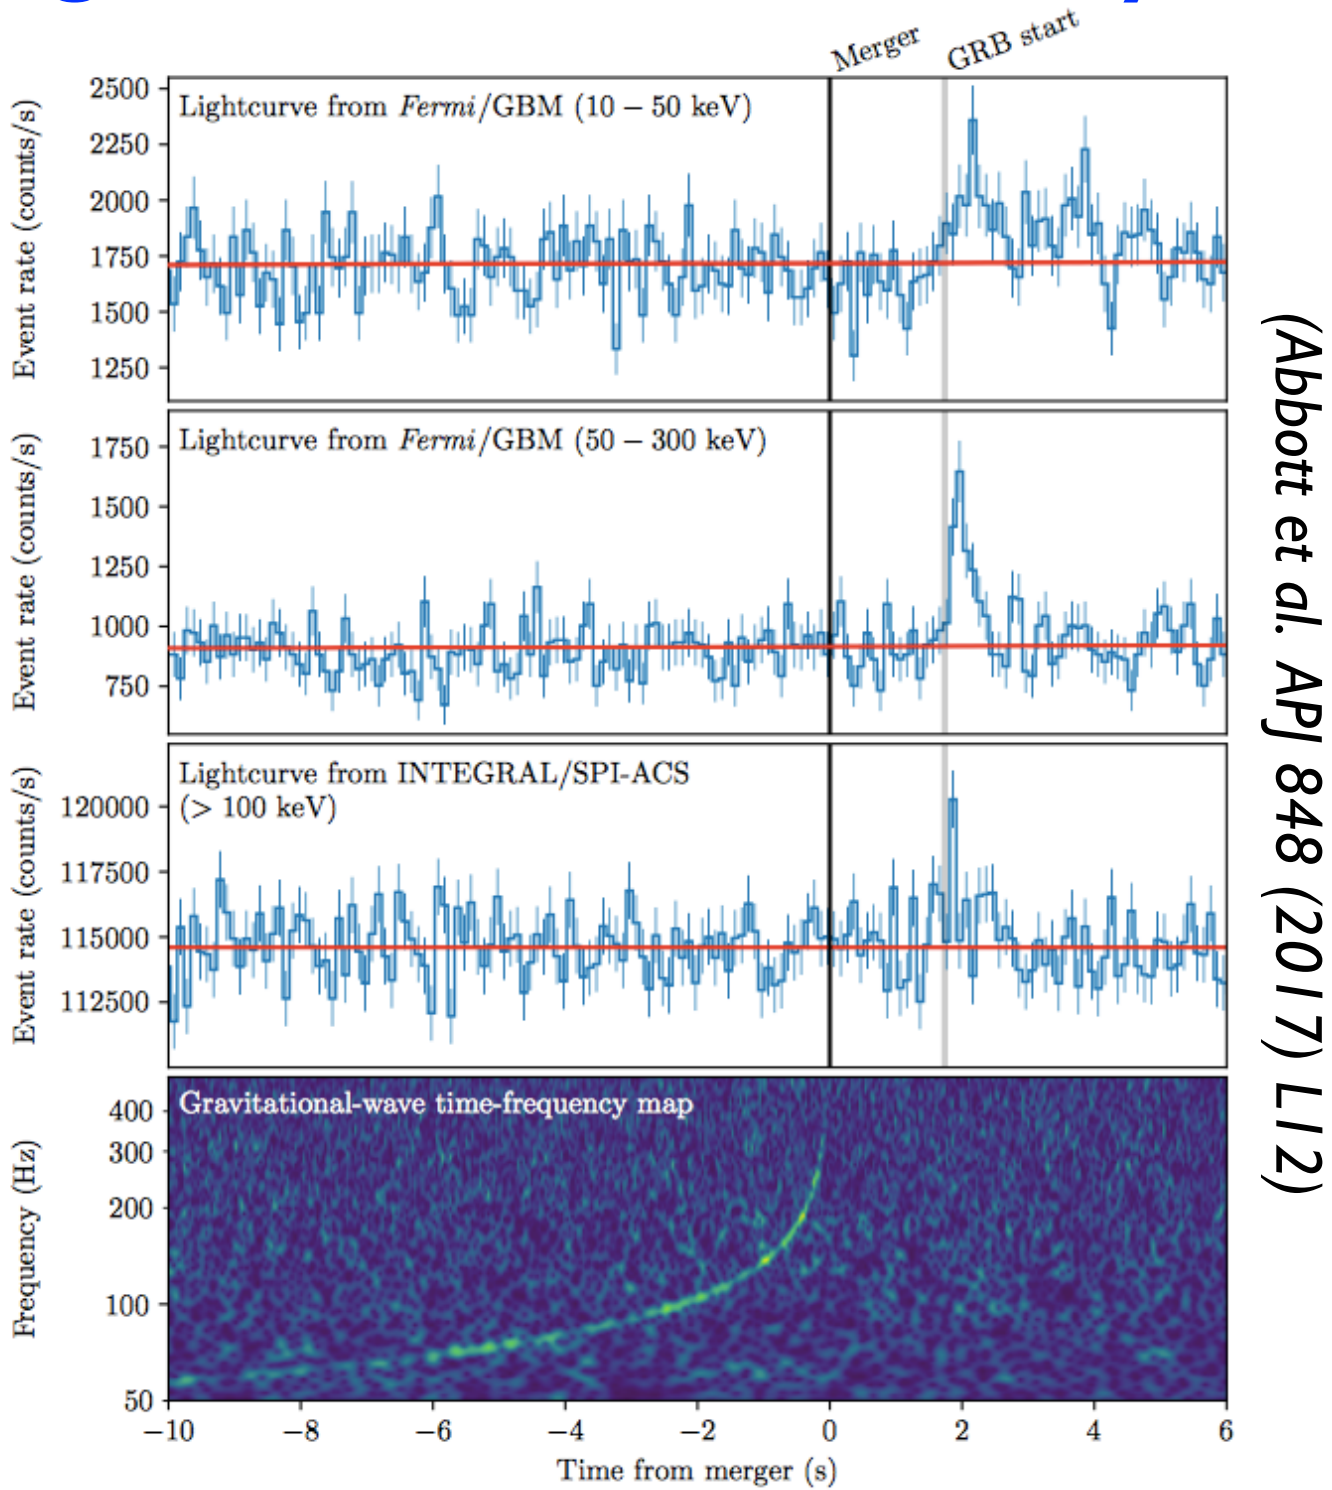 Merger GRB start
Event rate (counts/s)
2500
2250
2000
1750
1500
1250
Lightcurve from Fermi/GBM (10 – 50 keV)
Event rate (counts/s)
1750
1500
1250
1000
750
Lightcurve from Fermi/GBM (50 – 300 keV)
Event rate (counts/s)
120000
117500
115000
112500
Lightcurve from INTEGRAL/SPI-ACS
(> 100 keV)
Frequency (Hz)
400
300
200
100
50
Gravitational-wave time-frequency map
−10 −8 −6 −4 −2 0 2 4 6
Time from merger (s)
(Abbott et al. APJ 848 (2017) L12)